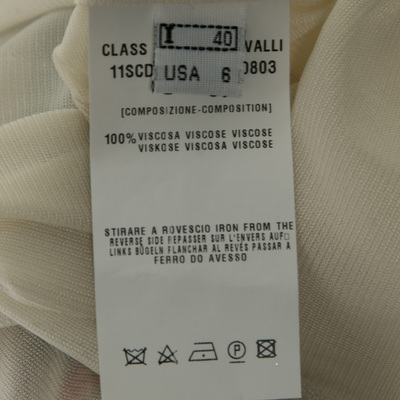 CLASS VALLI
I 40
11SCD 0803
USA 6
[COMPOSIZIONE-COMPOSITION]
100% VISCOSA VISCOSE VISCOSE
VISKOSE VISCOSA VISCOSE
STIRARE A ROVESCIO IRON FROM THE
REVERSE SIDE REPASSER SUR L'ENVERS AUF□
LINKS BÜGELN FLANCHAR AL REVÉS PASSAR A
FERRO DO AVESSO
P